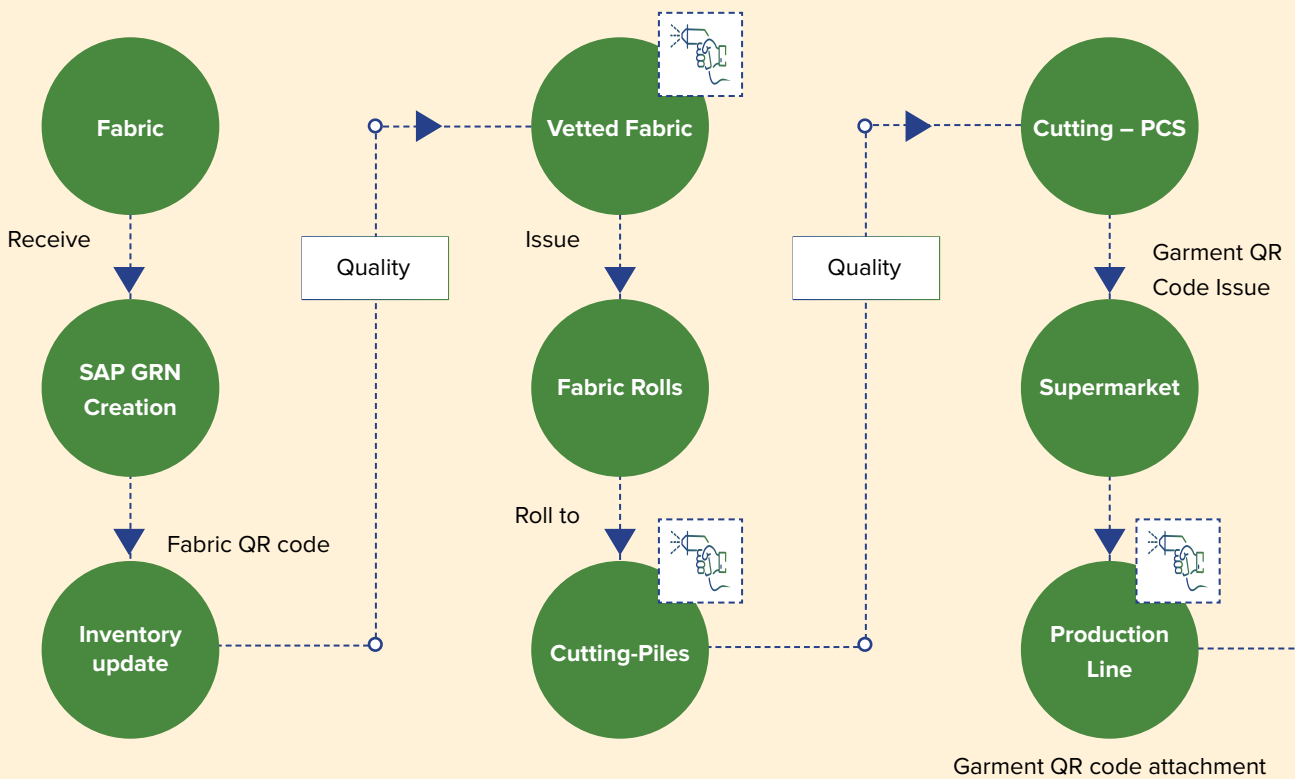 Fabric
Receive
SAP GRN
Creation
Fabric QR code
Inventory
update
Quality
Vetted Fabric
Issue
Fabric Rolls
Roll to
Cutting-Piles
Quality
Cutting – PCS
Garment QR
Code Issue
Supermarket
Production
Line
Garment QR code attachment